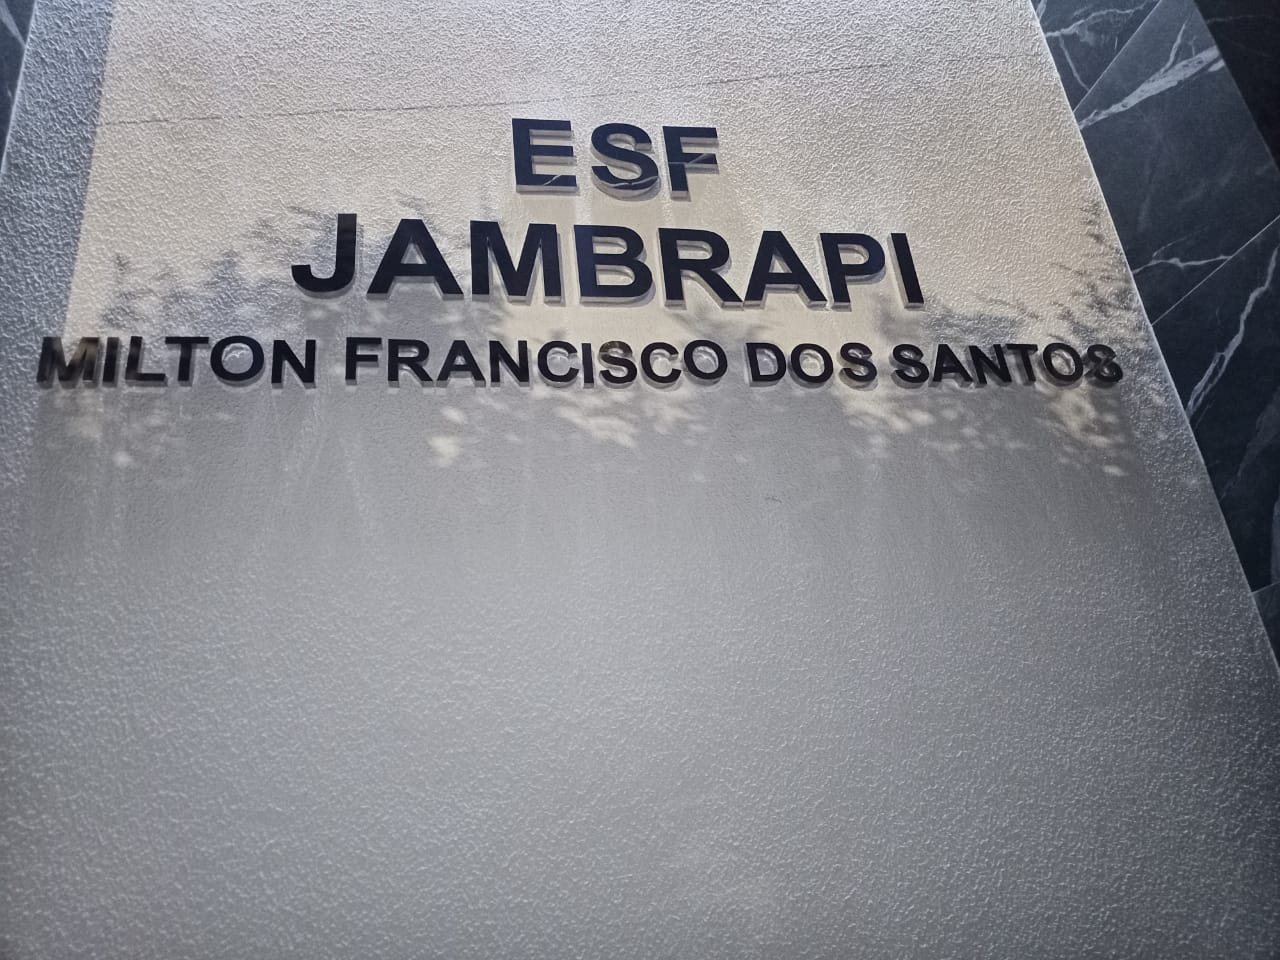 ESF
JAMBRAPI
MILTON FRANCISCO DOS SANTOS